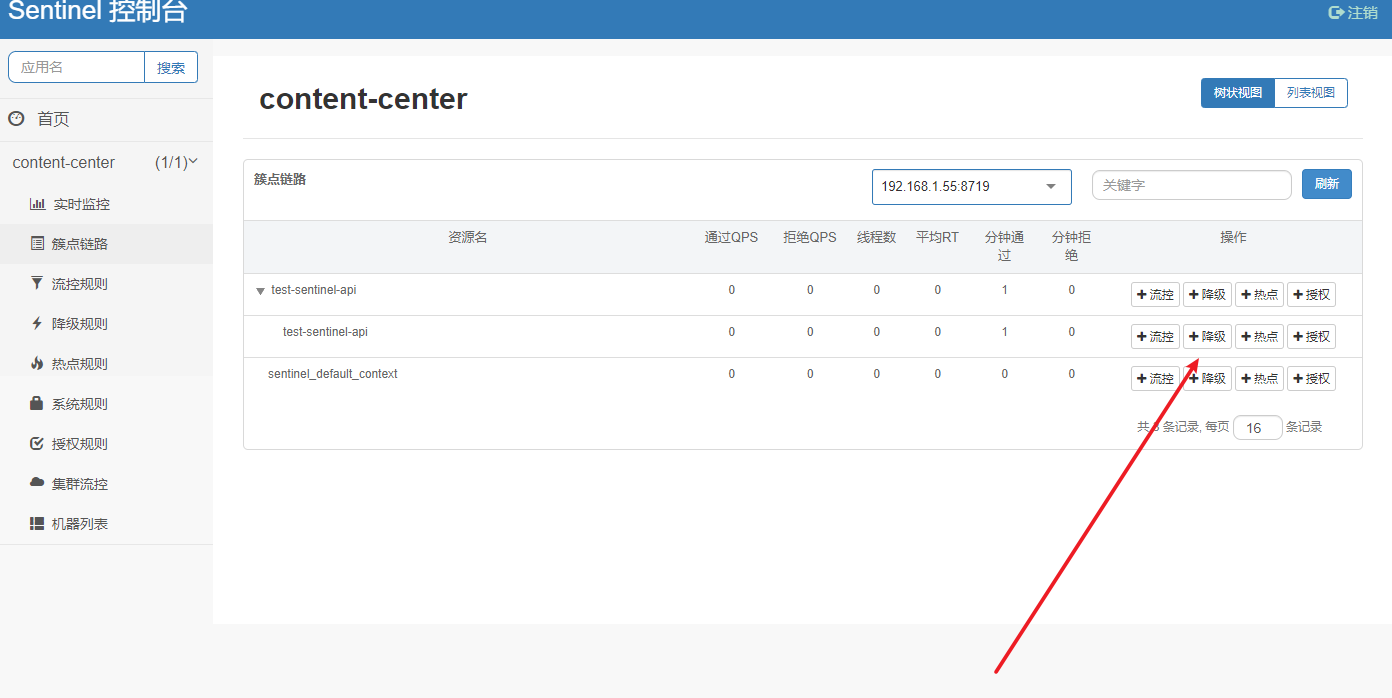 Sentinel 控制台
注销
应用名 搜索
首页
content-center (1/1)
实时监控
簇点链路
流控规则
降级规则
热点规则
系统规则
授权规则
集群流控
机器列表
content-center
树状视图 列表视图
簇点链路 192.168.1.55:8719 关键字 刷新
资源名 通过QPS 拒绝QPS 线程数 平均RT 分钟通过 分钟拒绝 操作
test-sentinel-api 0 0 0 0 1 0 流控 降级 热点 授权
test-sentinel-api 0 0 0 0 1 0 流控 降级 热点 授权
sentinel_default_context 0 0 0 0 0 0 流控 降级 热点 授权
共 条记录, 每页 16 条记录